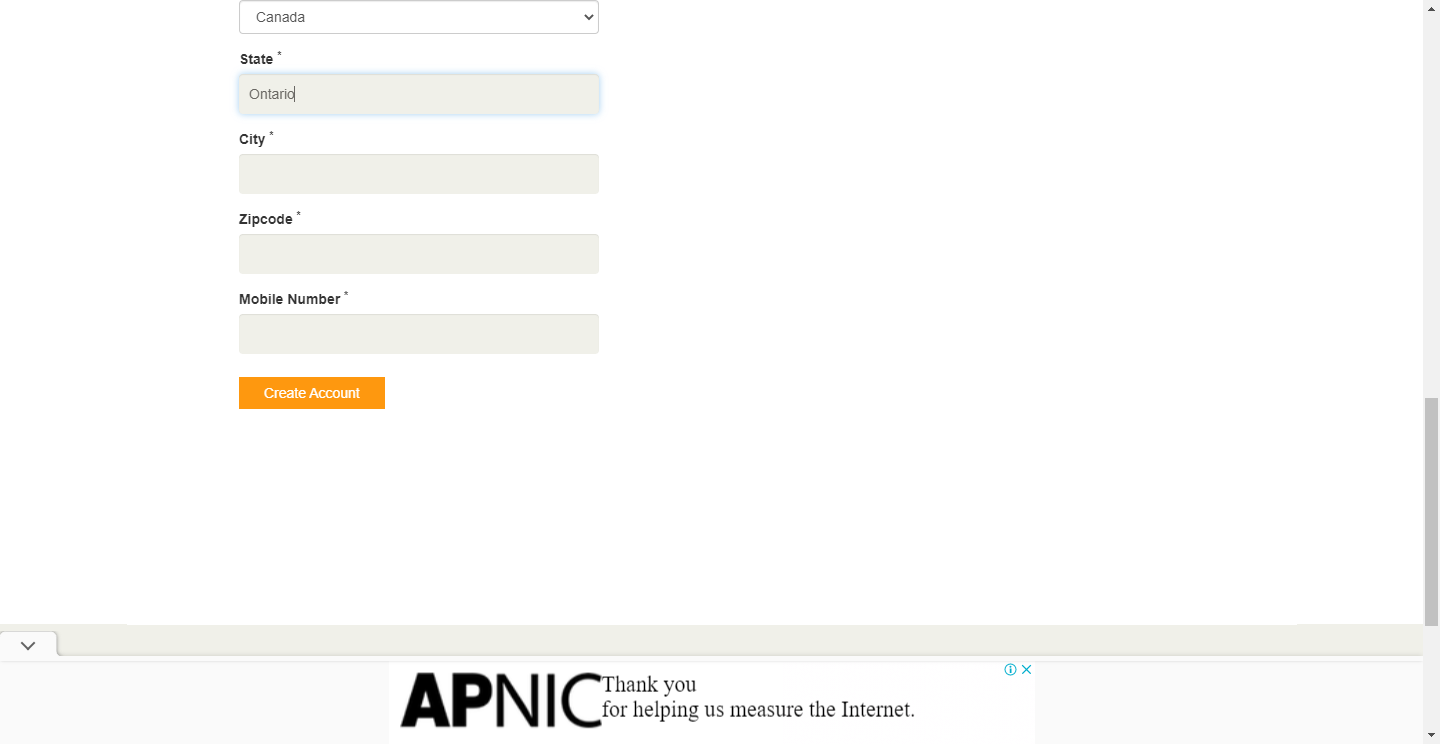 Canada
State *
Ontario
City *
Zipcode *
Mobile Number *
Create Account
APNIC
Thank you
for helping us measure the Internet.